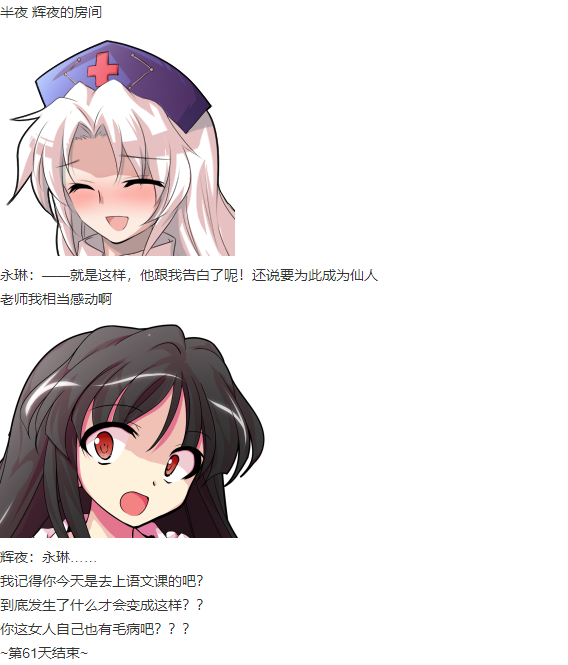 半夜 辉夜的房间
永琳：——就是这样，他跟我告白了呢！还说要为此成为仙人
老师我相当感动啊
辉夜：永琳……
我记得你今天是去上语文课的吧？
到底发生了什么才会变成这样？？
你这女人自己也有毛病吧？？？
~第61天结束~